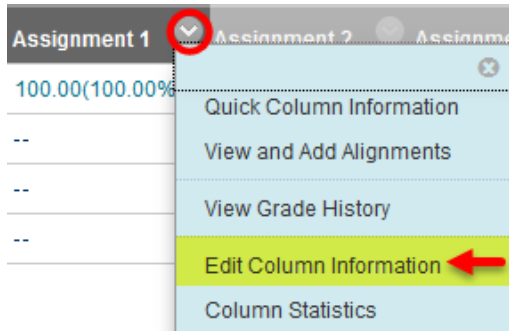 Assignment 1 Assignment 2 Assignme
100.00(100.00%
Quick Column Information
--
View and Add Alignments
--
View Grade History
--
Edit Column Information
Column Statistics